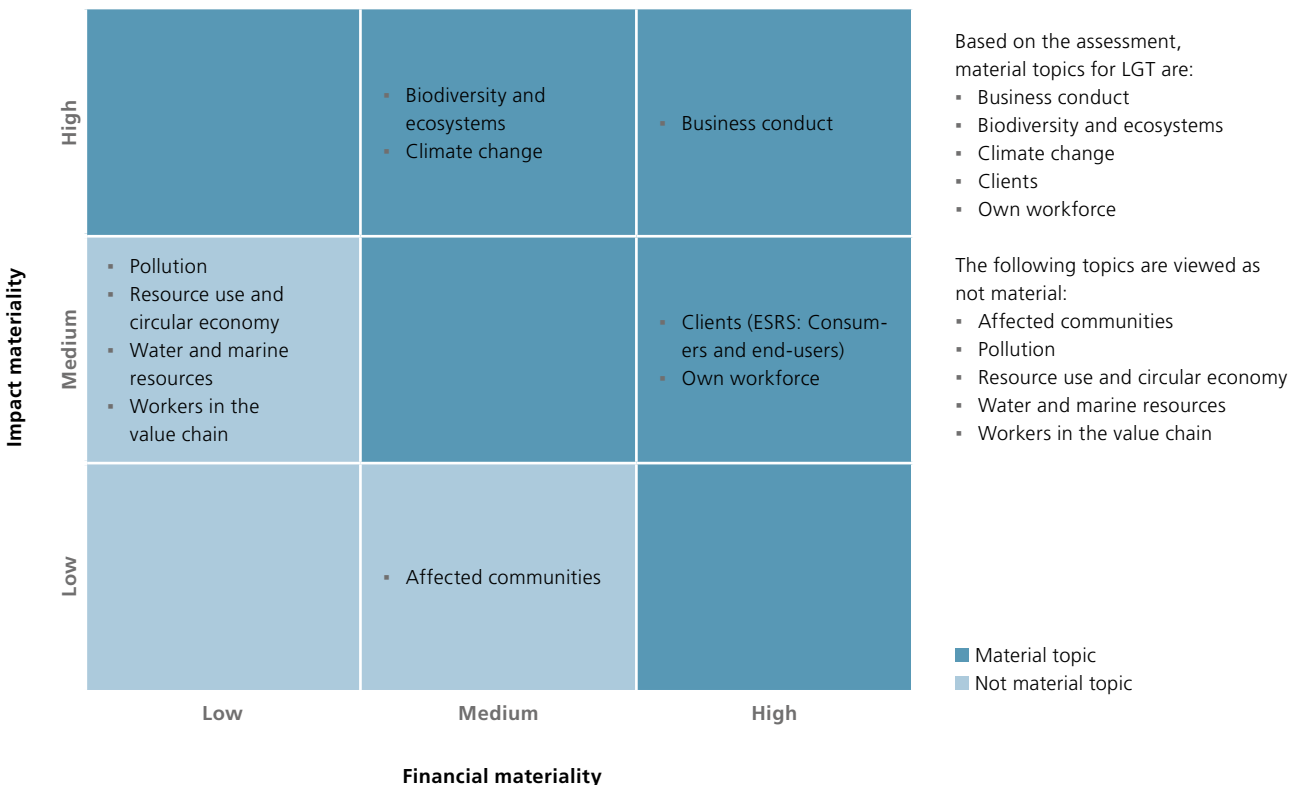 High
▪ Biodiversity and
ecosystems
▪ Climate change
▪ Business conduct
Impact materiality
Medium
▪ Pollution
▪ Resource use and
circular economy
▪ Water and marine
resources
▪ Workers in the
value chain
▪ Clients (ESRS: Consum-
ers and end-users)
▪ Own workforce
Low
▪ Affected communities
Low
Medium
High
Financial materiality
Based on the assessment,
material topics for LGT are:
▪ Business conduct
▪ Biodiversity and ecosystems
▪ Climate change
▪ Clients
▪ Own workforce
The following topics are viewed as
not material:
▪ Affected communities
▪ Pollution
▪ Resource use and circular economy
▪ Water and marine resources
▪ Workers in the value chain
Material topic
Not material topic